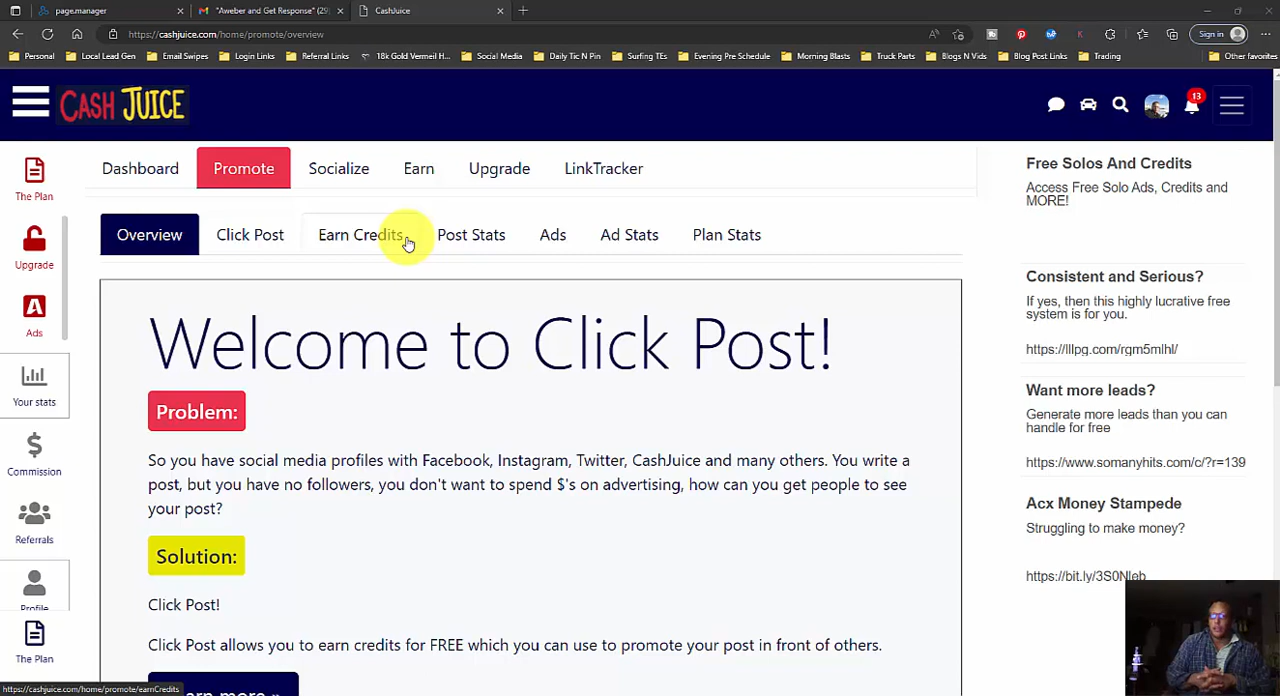 page.manager
"Aweber and Get Response" (29
CashJuice
https://cashjuice.com/home/promote/overview
Sign in
Personal
Local Lead Gen
Email Swipes
Login Links
Referral Links
18k Gold Vermeil H...
Social Media
Daily Tic N Pin
Surfing TEs
Evening Pre Schedule
Morning Blasts
Truck Parts
Blogs N Vids
Blog Post Links
Trading
Other favorites
CASH JUICE
13
The Plan
Upgrade
Ads
Your stats
Commission
Referrals
Profile
The Plan
Dashboard
Promote
Socialize
Earn
Upgrade
LinkTracker
Overview
Click Post
Earn Credits
Post Stats
Ads
Ad Stats
Plan Stats
Welcome to Click Post!
Problem:
So you have social media profiles with Facebook, Instagram, Twitter, CashJuice and many others. You write a
post, but you have no followers, you don't want to spend $'s on advertising, how can you get people to see
your post?
Solution:
Click Post!
Click Post allows you to earn credits for FREE which you can use to promote your post in front of others.
Learn more »
Free Solos And Credits
Access Free Solo Ads, Credits and
MORE!
Consistent and Serious?
If yes, then this highly lucrative free
system is for you.
https://lllpg.com/rgm5mlhl/
Want more leads?
Generate more leads than you can
handle for free
https://www.somanyhits.com/c/?r=139
Acx Money Stampede
Struggling to make money?
https://bit.ly/3S0Nleb
https://cashjuice.com/home/promote/earnCredits